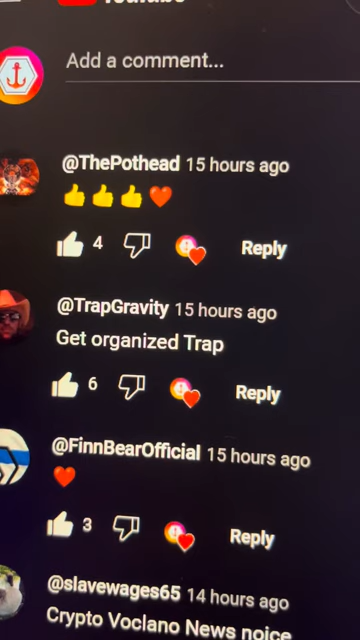 YouTube
Add a comment...
@ThePothead 15 hours ago
👍👍👍❤️
4
Reply
@TrapGravity 15 hours ago
Get organized Trap
6
Reply
@FinnBearOfficial 15 hours ago
❤️
3
Reply
@slavewages65 14 hours ago
Crypto Voclano News noice